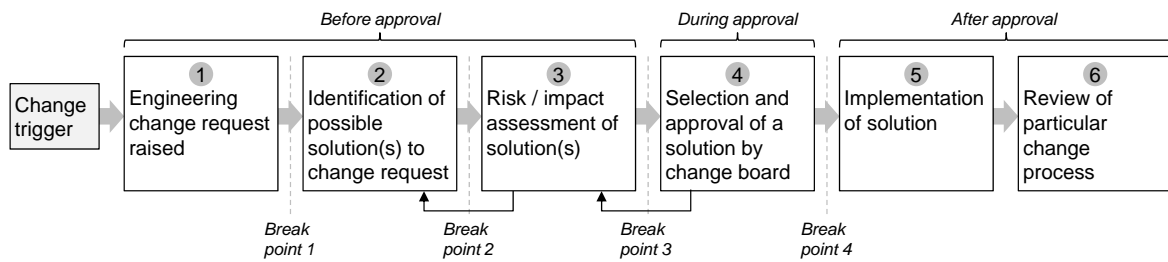 Before approval
During approval
After approval
Change
trigger
1
Engineering
change request
raised
2
Identification of
possible
solution(s) to
change request
3
Risk / impact
assessment of
solution(s)
4
Selection and
approval of a
solution by
change board
5
Implementation
of solution
6
Review of
particular
change
process
Break
point 1
Break
point 2
Break
point 3
Break
point 4